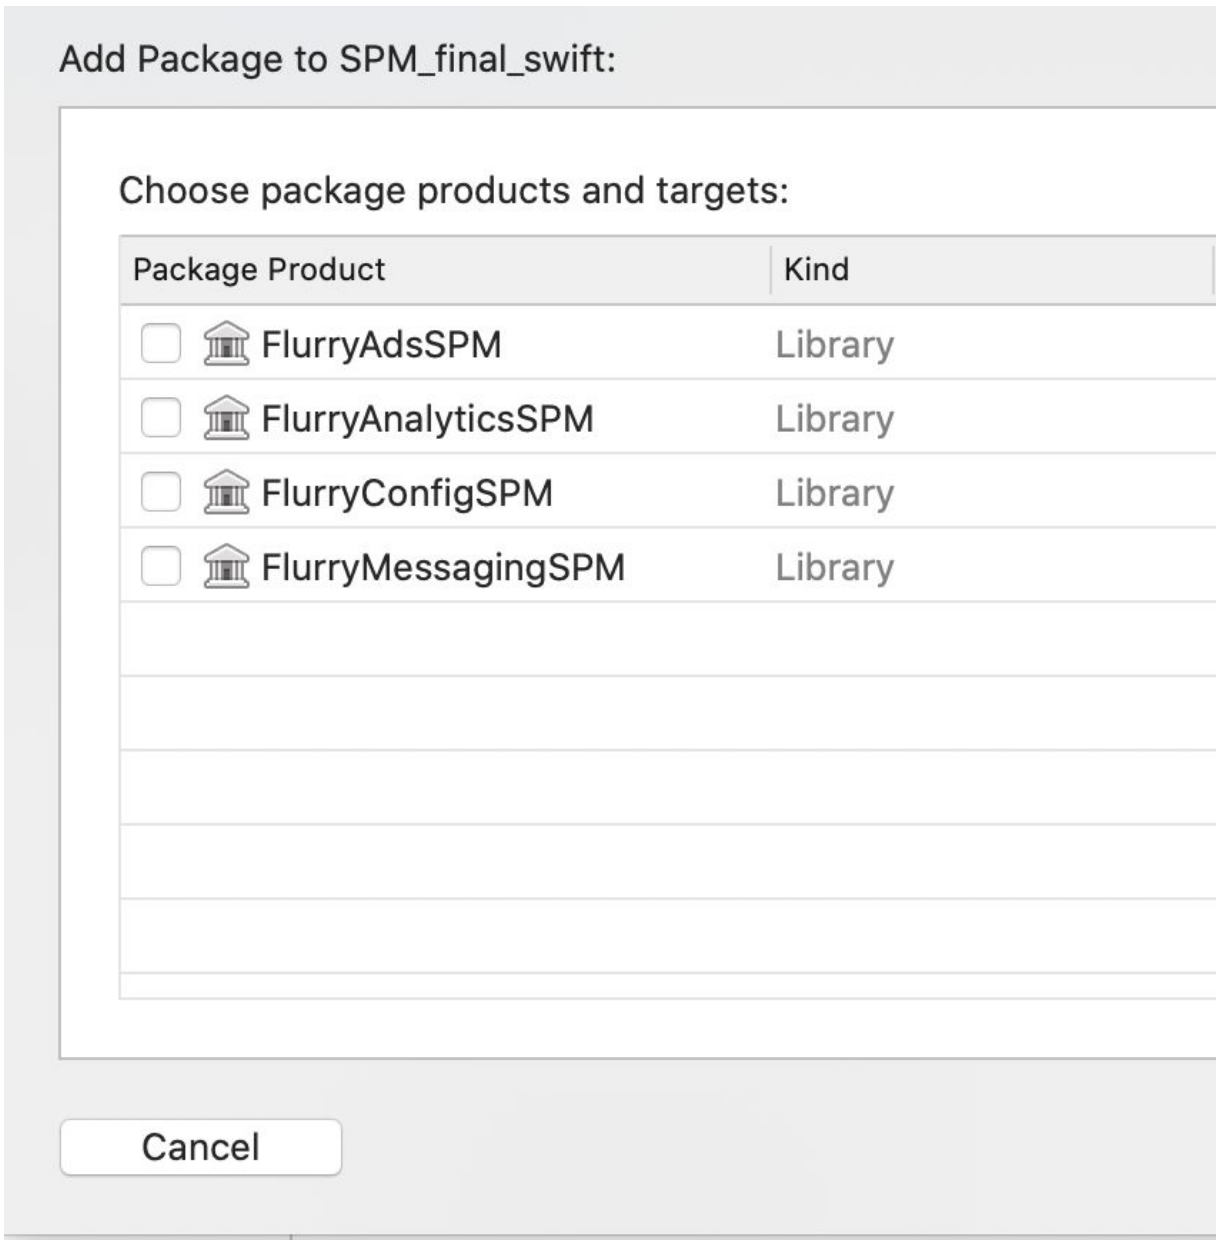 Add Package to SPM_final_swift:
Choose package products and targets:
Package Product Kind
FlurryAdsSPM Library
FlurryAnalyticsSPM Library
FlurryConfigSPM Library
FlurryMessagingSPM Library
Cancel